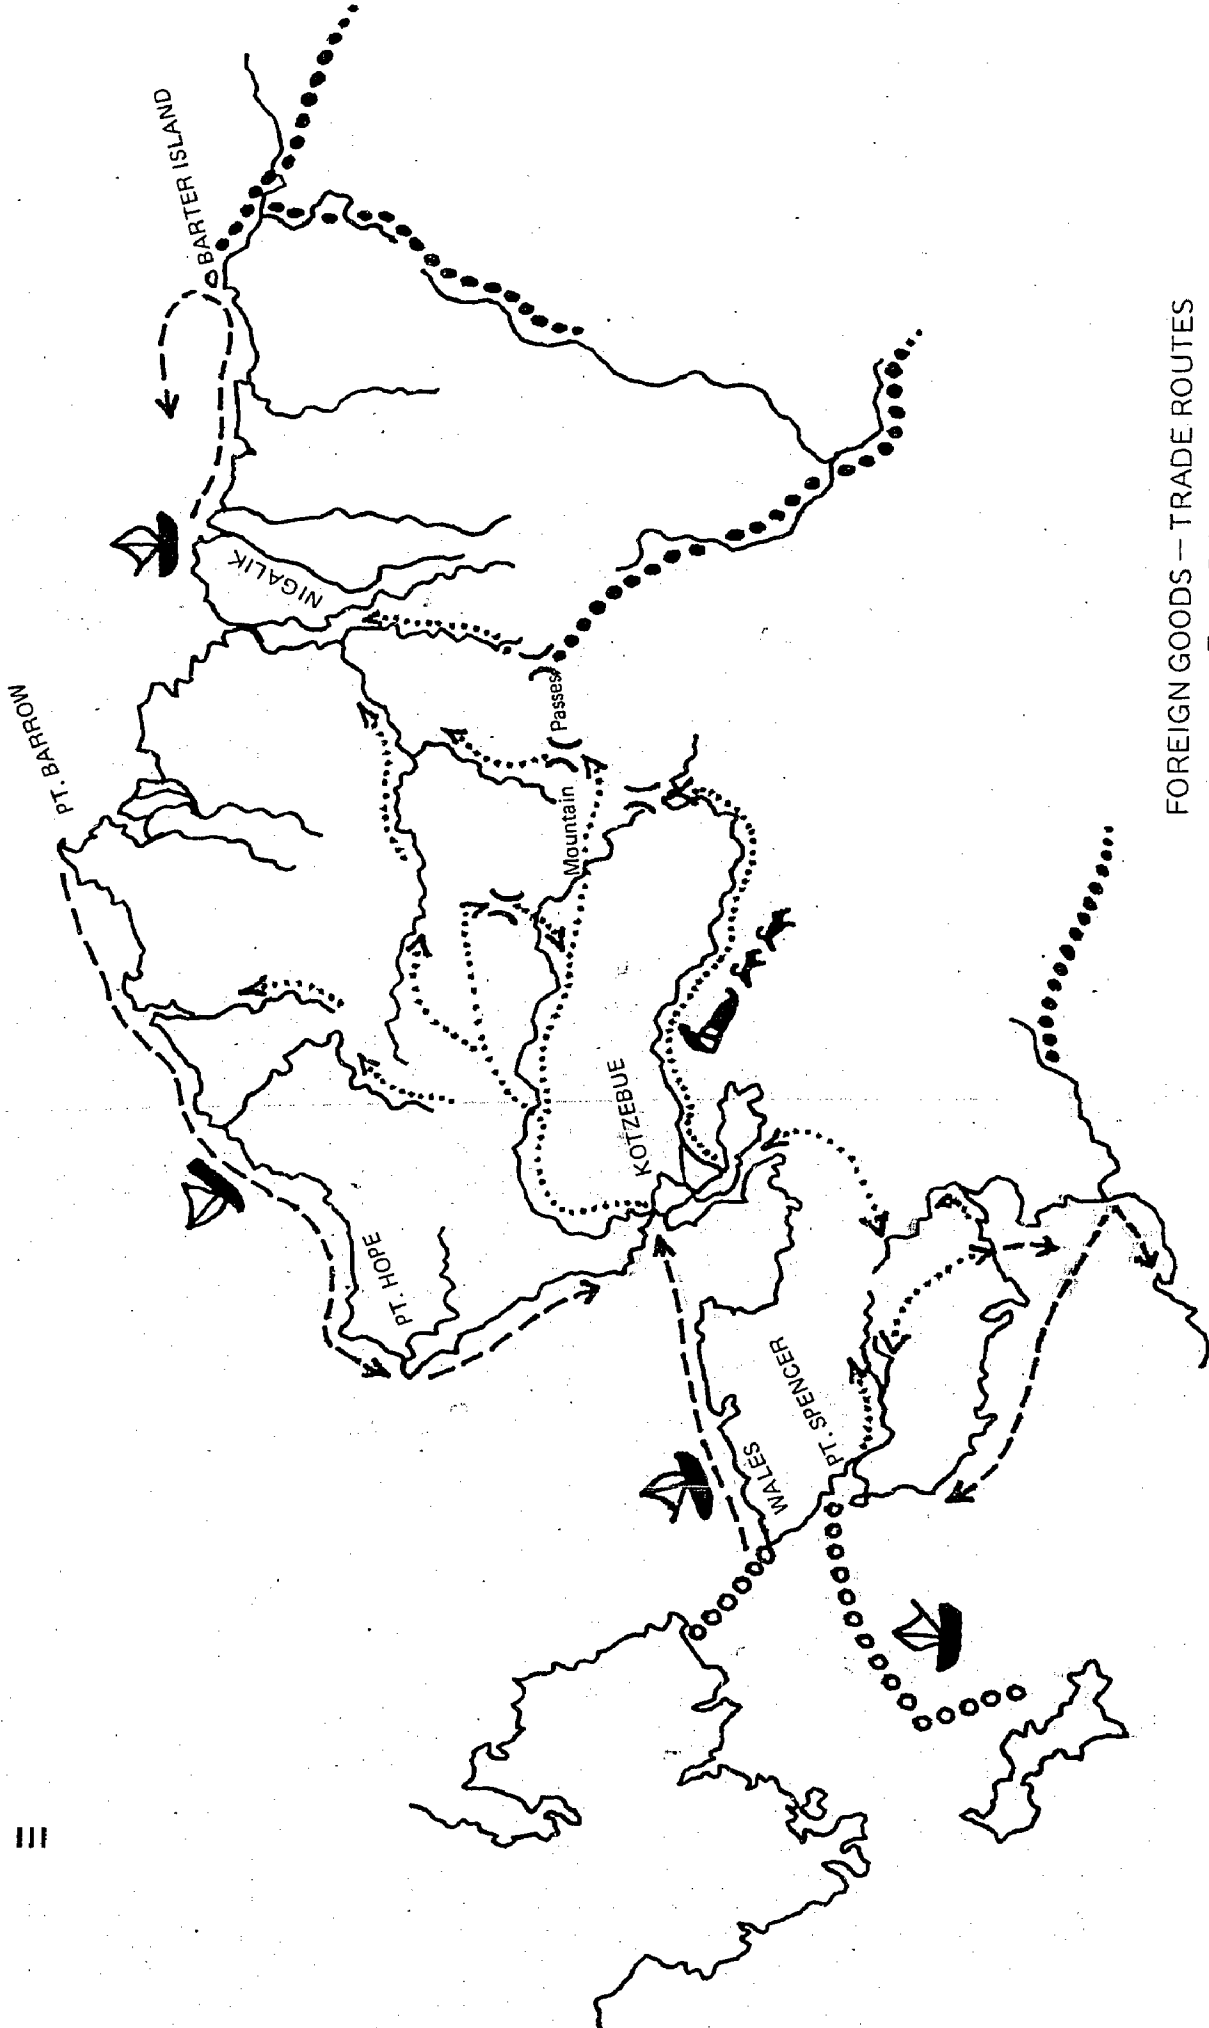 III
PT. BARROW
BARTER ISLAND
NIGALIK
PT. HOPE
Mountain Passes
KOTZEBUE
WALES
PT. SPENCER
FOREIGN GOODS — TRADE ROUTES